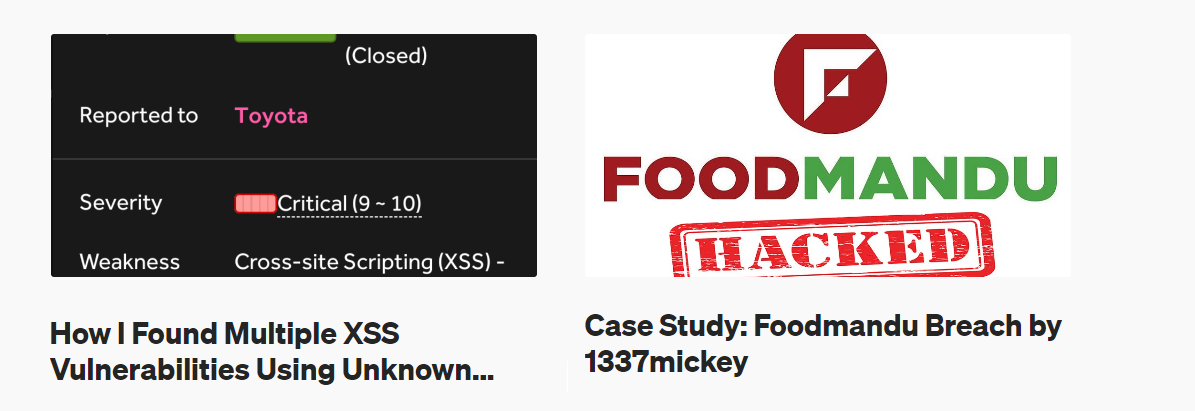 (Closed)
Reported to Toyota
Severity Critical (9 ~ 10)
Weakness Cross-site Scripting (XSS) -
How I Found Multiple XSS
Vulnerabilities Using Unknown...
FOODMANDU
HACKED
Case Study: Foodmandu Breach by
1337mickey